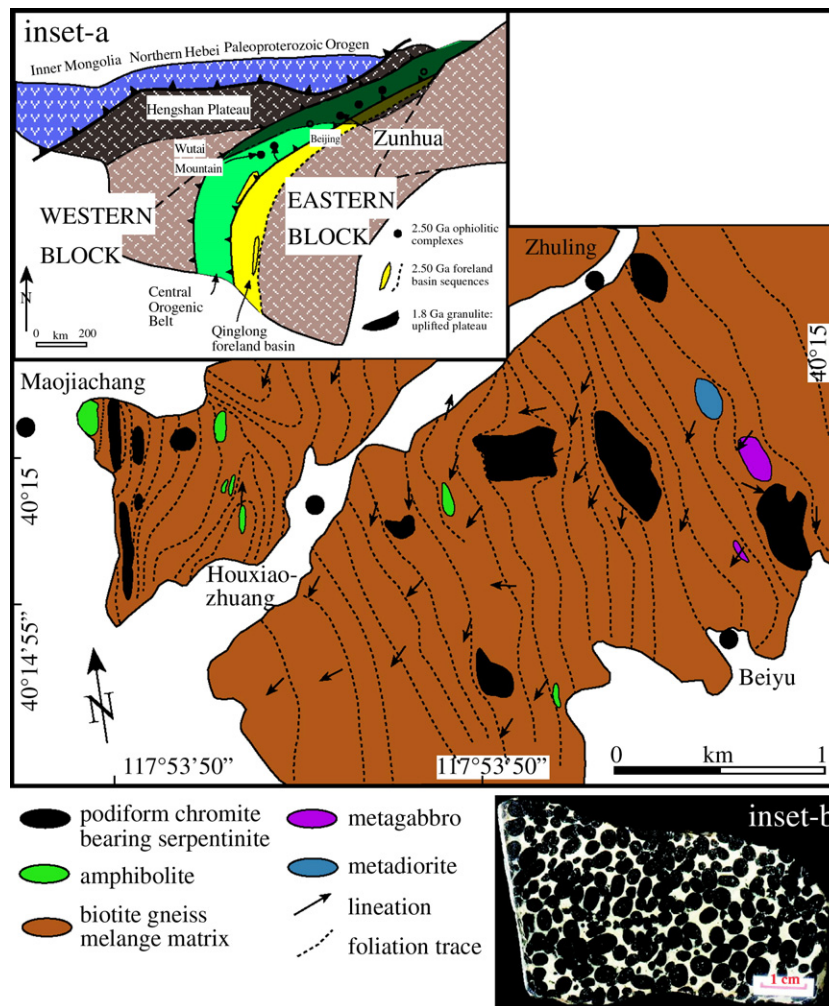 inset-a
Inner Mongolia Northern Hebei Paleoproterozoic Orogen
Hengshan Plateau
Beijing
Zunhua
Wutai
Mountain
WESTERN
BLOCK
EASTERN
BLOCK
2.50 Ga ophiolitic
complexes
2.50 Ga foreland
basin sequences
1.8 Ga granulite:
uplifted plateau
N
0 200
km
Central
Orogenic
Belt
Qinglong
foreland basin
Zhuling
40°15
Maojiachang
40°15
Houxiao-
zhuang
40°14'55”
N
Beiyu
117°53'50”
117°53'50”
0 km 1
podiform chromite
bearing serpentinite
amphibolite
biotite gneiss
melange matrix
metagabbro
metadiorite
lineation
foliation trace
inset-b
1 cm